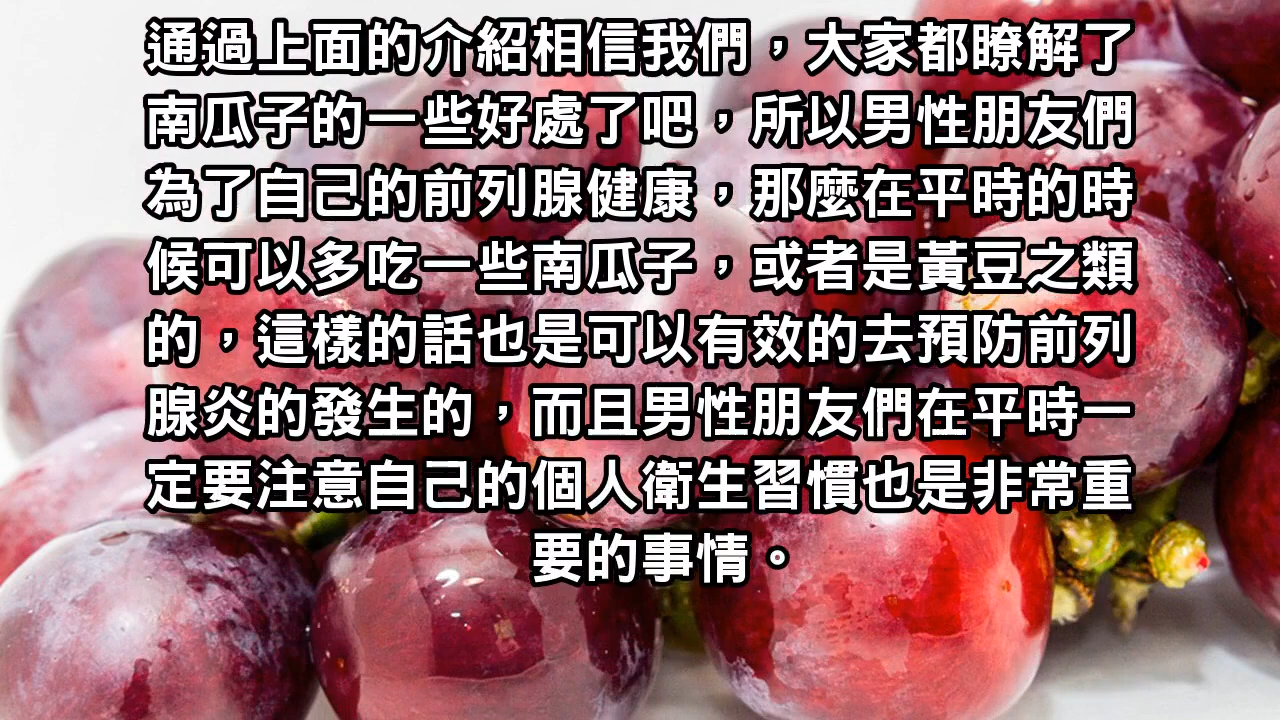 通過上面的介紹相信我們，大家都瞭解了
南瓜子的一些好處了吧，所以男性朋友們
為了自己的前列腺健康，那麼在平時的時
候可以多吃一些南瓜子，或者是黃豆之類
的，這樣的話也是可以有效的去預防前列
腺炎的發生的，而且男性朋友們在平時一
定要注意自己的個人衛生習慣也是非常重
要的事情。